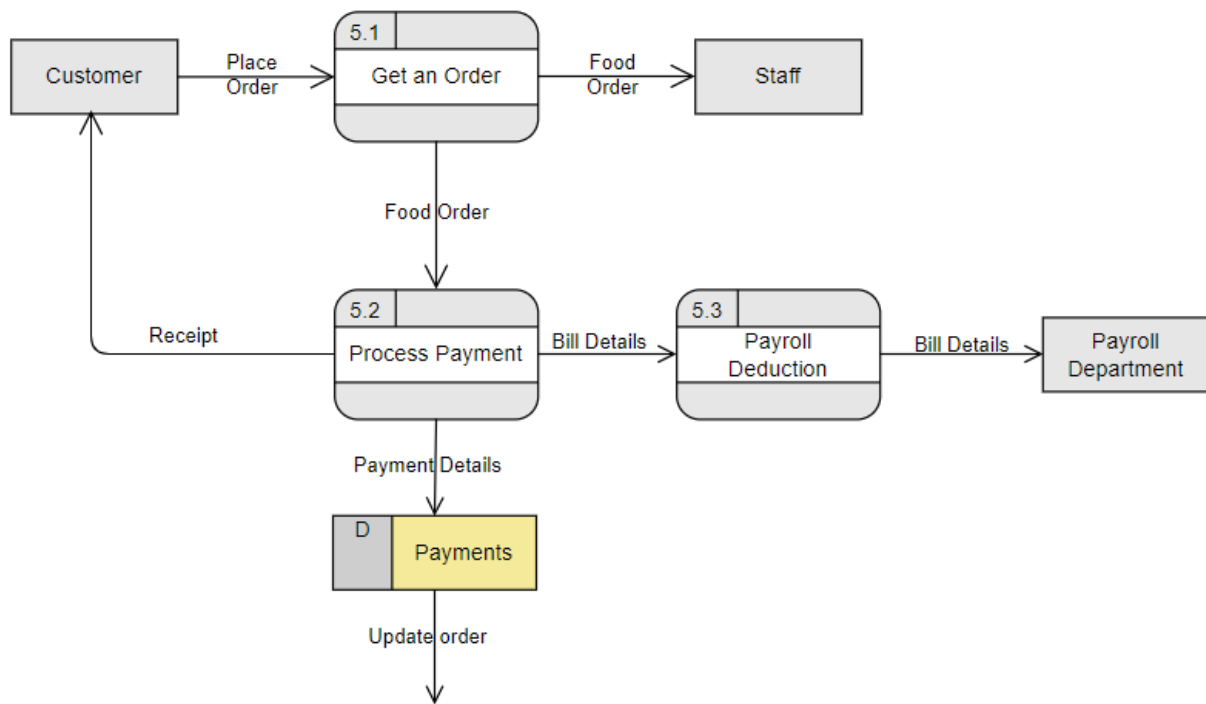 5.1
Customer
Place
Order
Get an Order
Food
Order
Staff
Food Order
5.2
5.3
Receipt
Process Payment
Bill Details
Payroll
Deduction
Bill Details
Payroll
Department
Payment Details
D
Payments
Update order